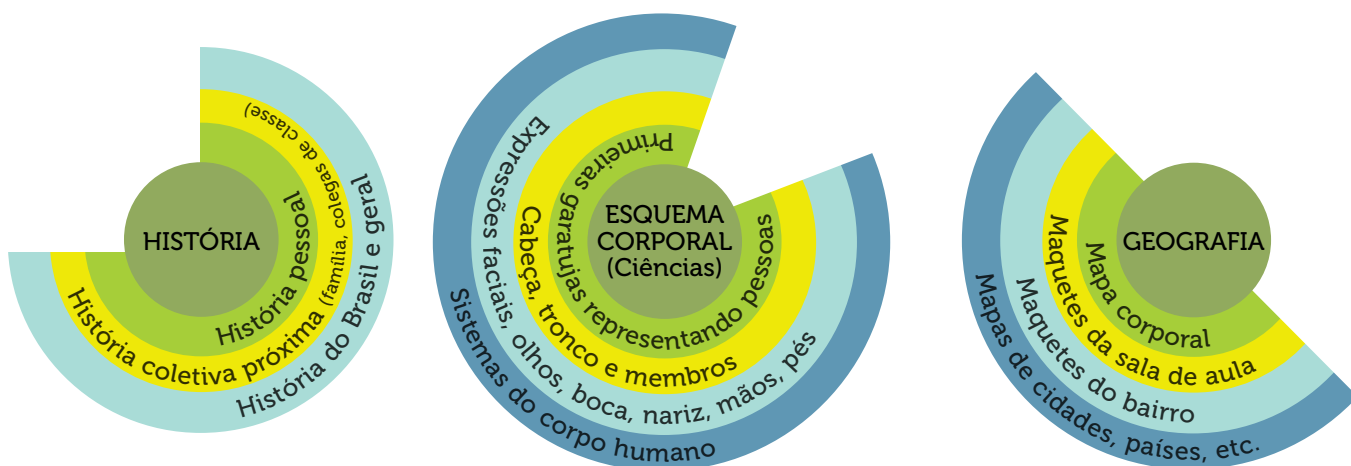 HISTÓRIA
História pessoal
História coletiva próxima (família, colegas de classe)
História do Brasil e geral
ESQUEMA
CORPORAL
(Ciências)
Primeiras garatujas representando pessoas
Cabeça, tronco e membros
Expressões faciais, olhos, boca, nariz, mãos, pés
Sistemas do corpo humano
GEOGRAFIA
Mapa corporal
Maquetes da sala de aula
Maquetes do bairro
Mapas de cidades, países, etc.